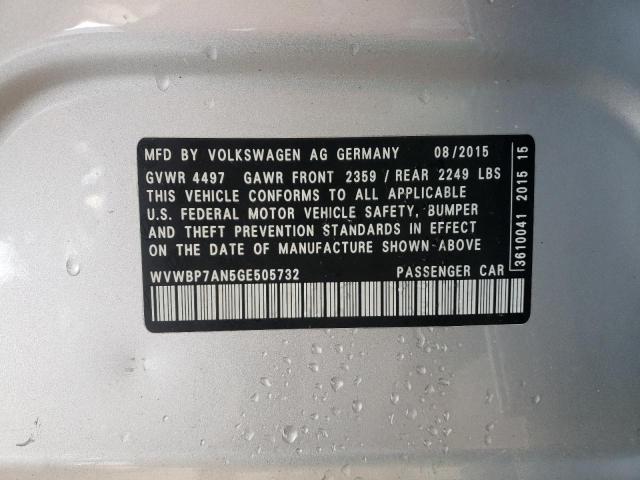 MFD BY VOLKSWAGEN AG GERMANY 08/2015
GVWR 4497 GAWR FRONT 2359 / REAR 2249 LBS
THIS VEHICLE CONFORMS TO ALL APPLICABLE
U.S. FEDERAL MOTOR VEHICLE SAFETY, BUMPER
AND THEFT PREVENTION STANDARDS IN EFFECT
ON THE DATE OF MANUFACTURE SHOWN ABOVE
WVWBP7AN5GE505732 PASSENGER CAR
3610041 2015 15